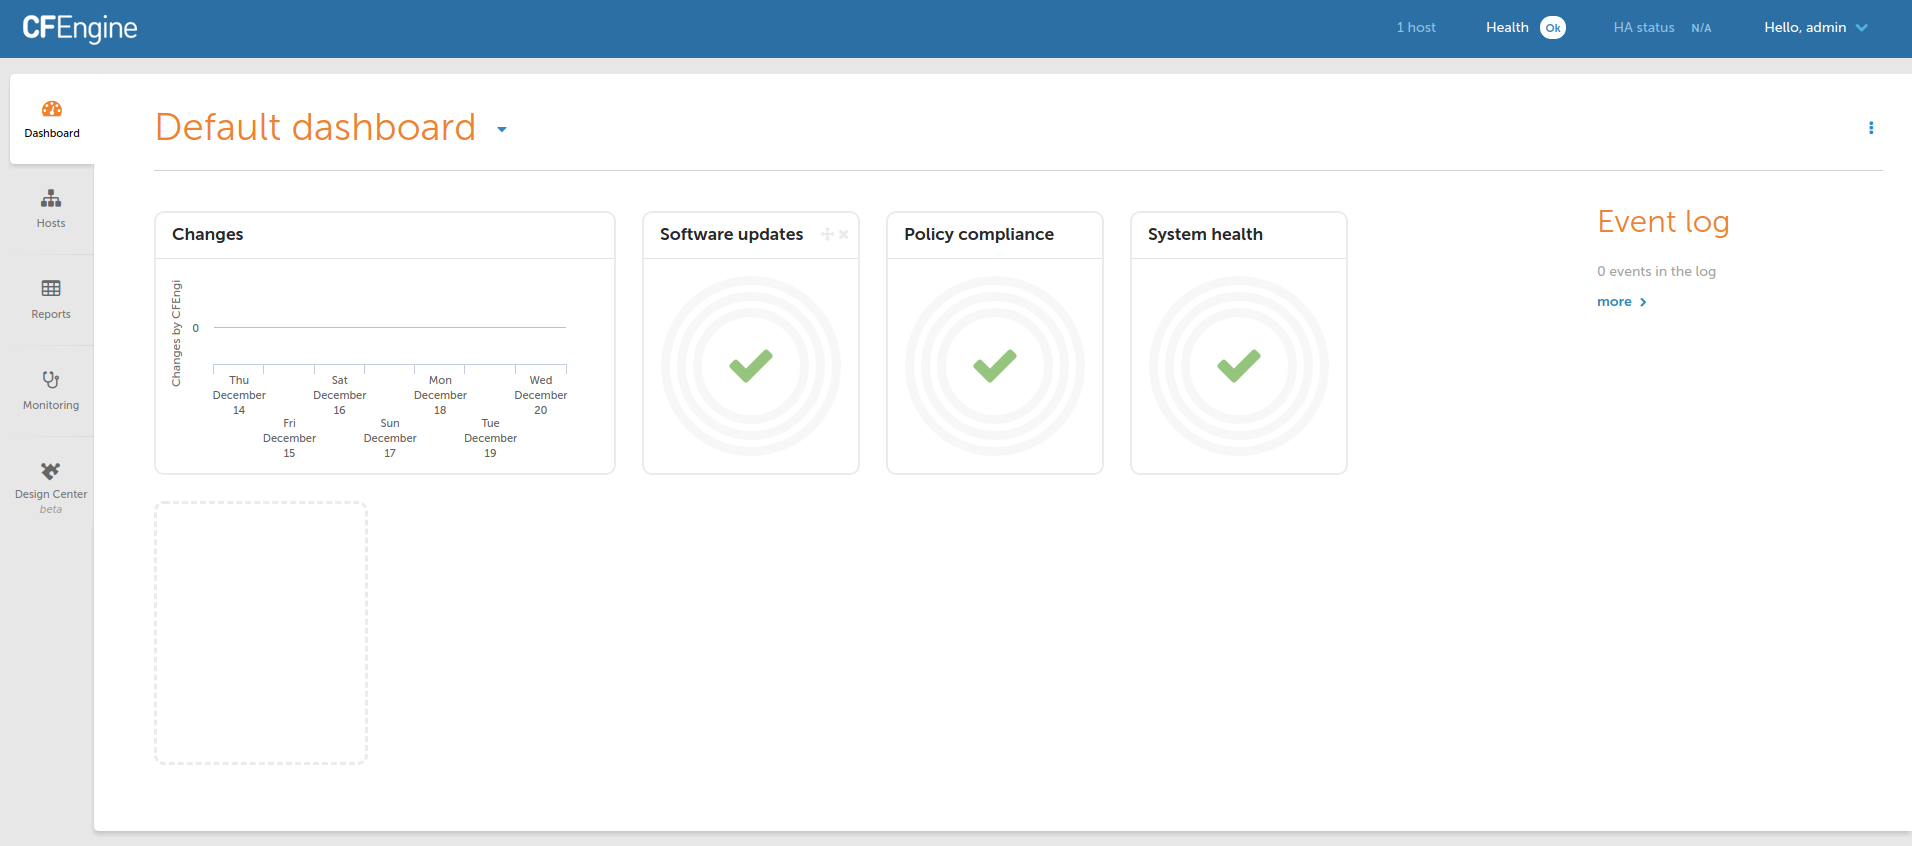 CFEngine
1 host
Health Ok
HA status N/A
Hello, admin
Dashboard
Hosts
Reports
Monitoring
Design Center
beta
Default dashboard
Changes
Changes by CFEngi
0
Thu
December
14
Fri
December
15
Sat
December
16
Sun
December
17
Mon
December
18
Tue
December
19
Wed
December
20
Software updates
Policy compliance
System health
Event log
0 events in the log
more